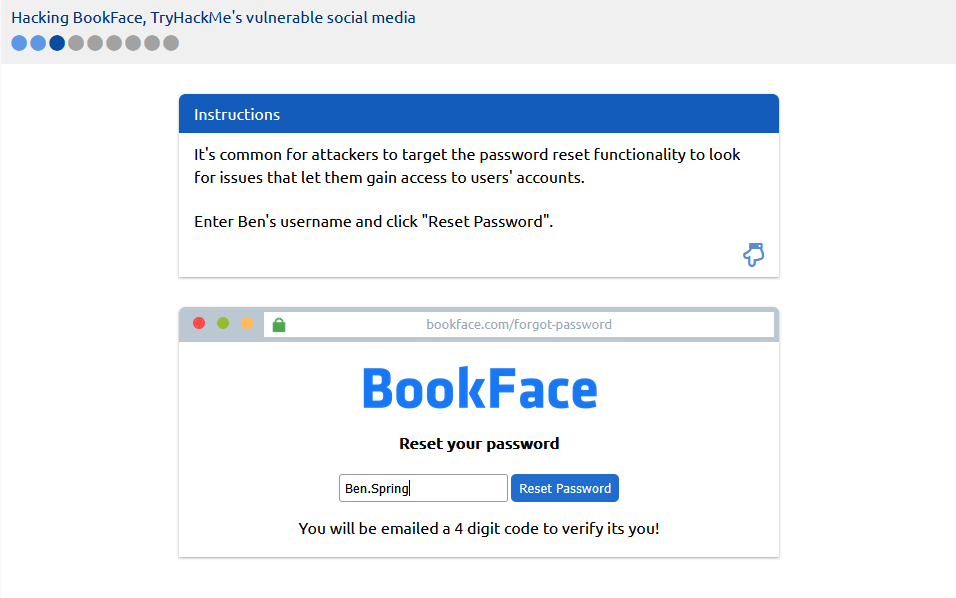 Hacking BookFace, TryHackMe's vulnerable social media
Instructions
It's common for attackers to target the password reset functionality to look
for issues that let them gain access to users' accounts.
Enter Ben's username and click "Reset Password".
bookface.com/forgot-password
BookFace
Reset your password
Ben.Spring
Reset Password
You will be emailed a 4 digit code to verify its you!